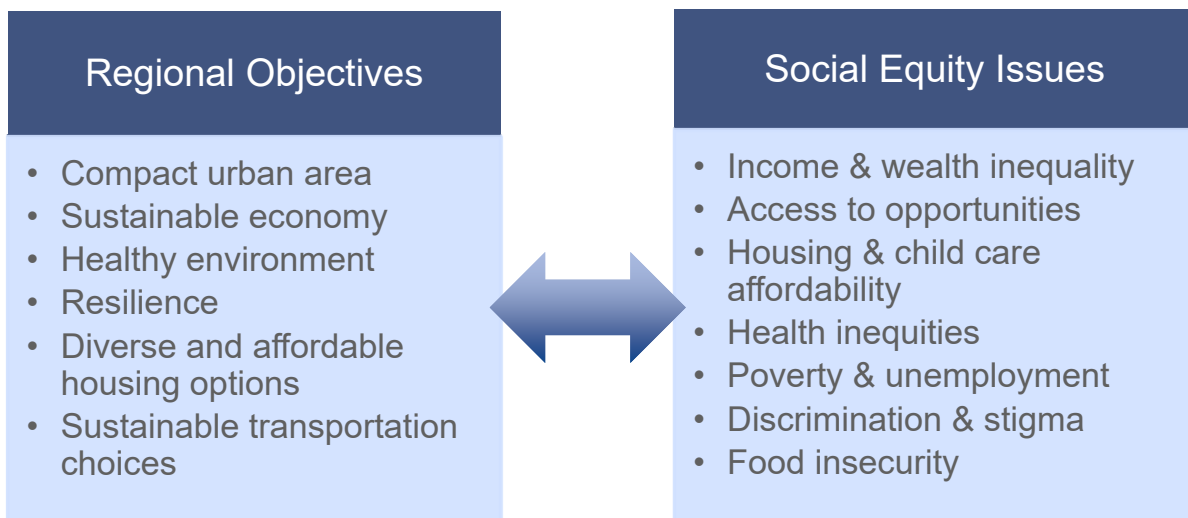 Regional Objectives
• Compact urban area
• Sustainable economy
• Healthy environment
• Resilience
• Diverse and affordable
housing options
• Sustainable transportation
choices
Social Equity Issues
• Income & wealth inequality
• Access to opportunities
• Housing & child care
affordability
• Health inequities
• Poverty & unemployment
• Discrimination & stigma
• Food insecurity